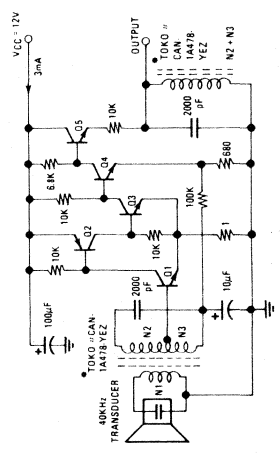 VCC = 12V
3mA
OUTPUT
• TOKO #
CAN-
1A478-
YEZ
N2 + N3
100µF
+
10K
Q2
10K
Q3
6.8K
Q4
Q5
10K
10K
2000
pF
• TOKO # CAN-
1A478-YEZ
N2
N3
N1
2000
pF
Q1
100K
680
1
10µF
+
40KHz
TRANSDUCER